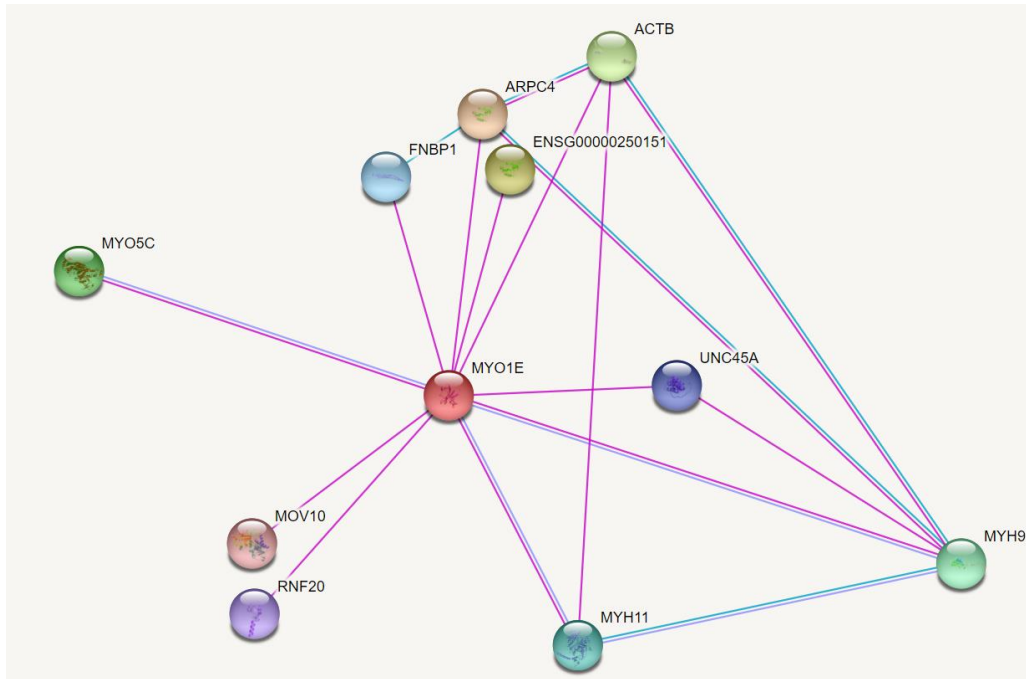 ACTB
ARPC4
FNBP1
ENSG00000250151
MYO5C
MYO1E
UNC45A
MOV10
MYH9
RNF20
MYH11